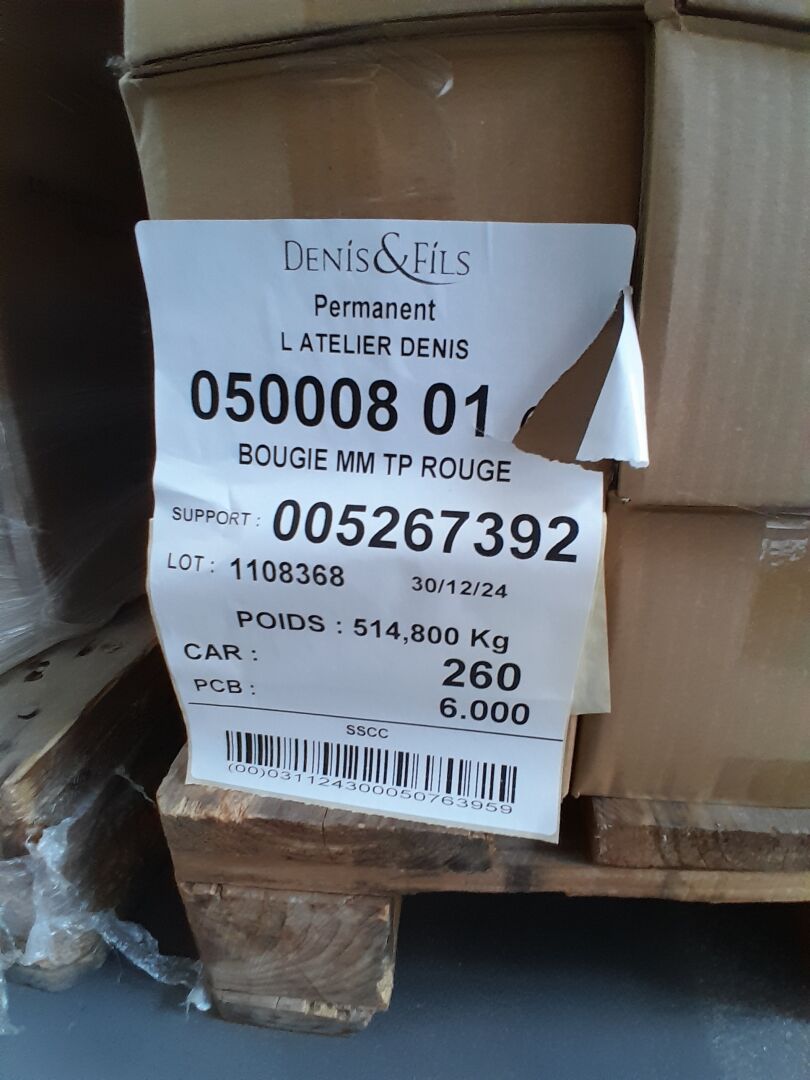 DENIS&FILS
Permanent
L ATELIER DENIS
050008 01
BOUGIE MM TP ROUGE
SUPPORT : 005267392
LOT : 1108368 30/12/24
POIDS : 514,800 Kg
CAR : 260
PCB : 6.000
SSCC
(00)031124300050763959